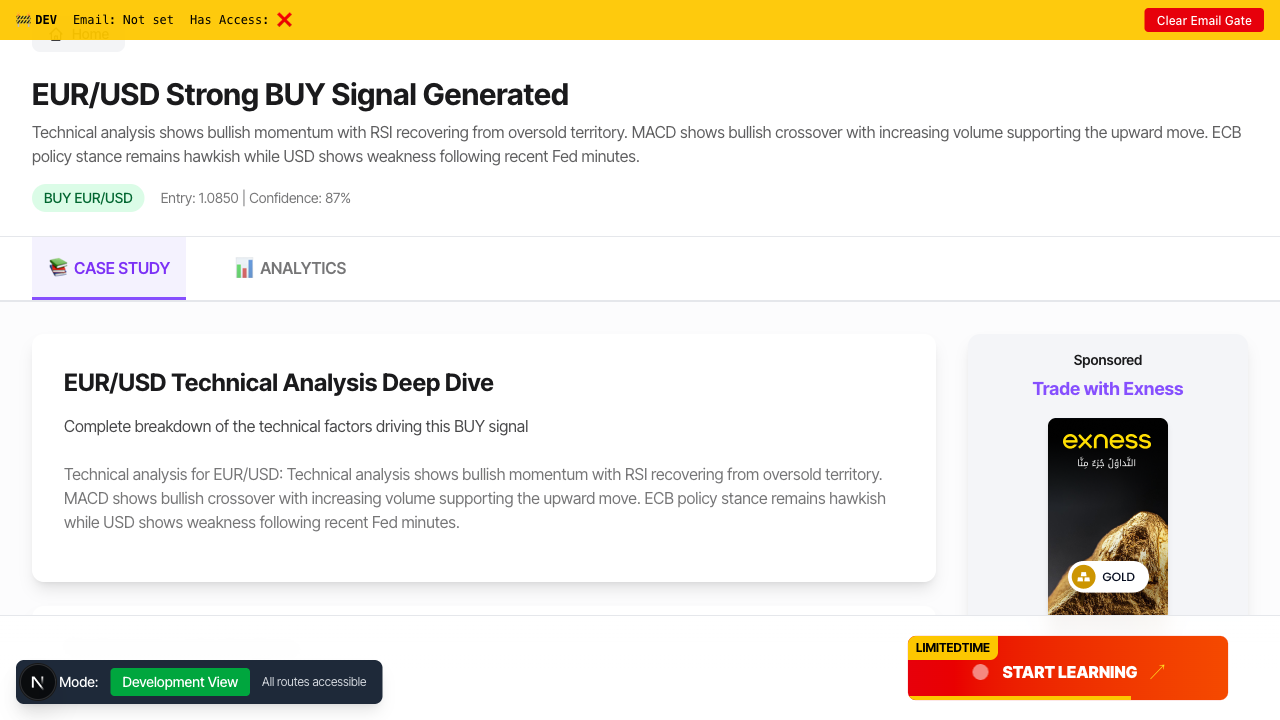 DEV Email: Not set Has Access:
Clear Email Gate
Home
EUR/USD Strong BUY Signal Generated
Technical analysis shows bullish momentum with RSI recovering from oversold territory. MACD shows bullish crossover with increasing volume supporting the upward move. ECB
policy stance remains hawkish while USD shows weakness following recent Fed minutes.
BUY EUR/USD
Entry: 1.0850 | Confidence: 87%
CASE STUDY
ANALYTICS
EUR/USD Technical Analysis Deep Dive
Complete breakdown of the technical factors driving this BUY signal
Technical analysis for EUR/USD: Technical analysis shows bullish momentum with RSI recovering from oversold territory.
MACD shows bullish crossover with increasing volume supporting the upward move. ECB policy stance remains hawkish
while USD shows weakness following recent Fed minutes.
Sponsored
Trade with Exness
exness
التَّداوُلُ جُزءٌ مِنَّا
GOLD
N
Mode:
Development View
All routes accessible
LIMITEDTIME
START LEARNING